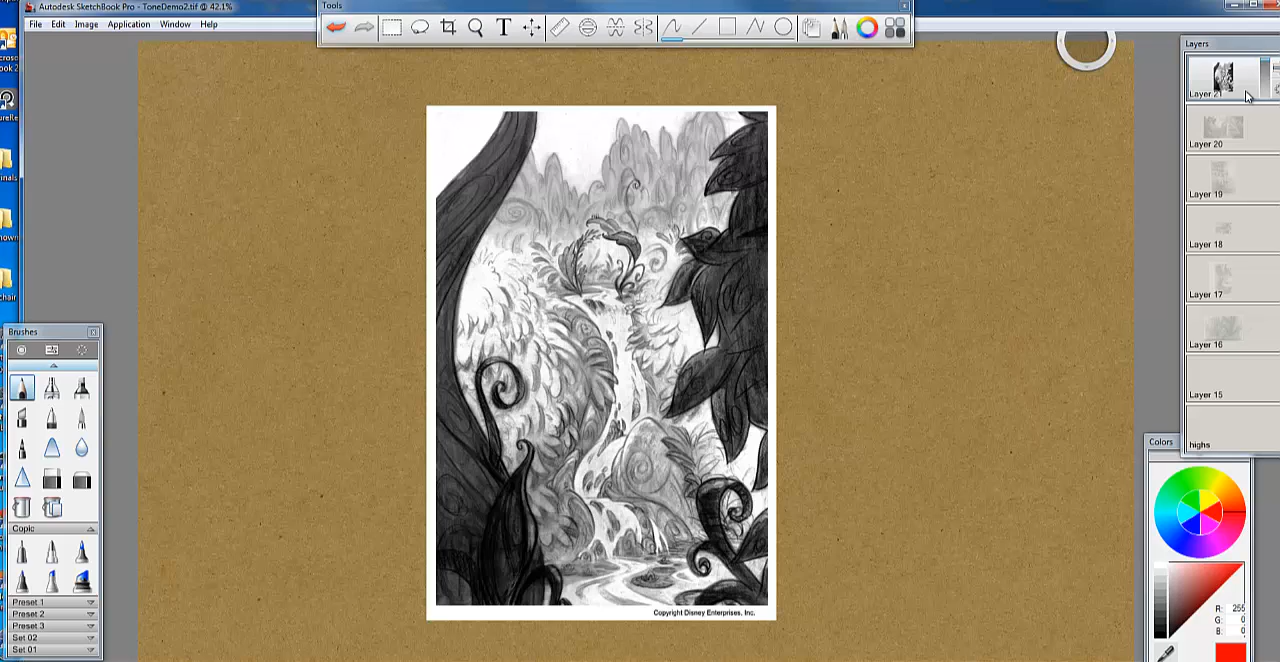 Autodesk SketchBook Pro - ToneDemo2.tif @ 42.1%
Tools
File Edit Image Application Window Help
Layers
Layer 21
Layer 20
Layer 19
Layer 18
Layer 17
Layer 16
Layer 15
highs
Brushes
Copic
Preset 1
Preset 2
Preset 3
Set 02
Set 01
Colors
R: 255
G: 0
B: 0
Copyright Disney Enterprises, Inc.